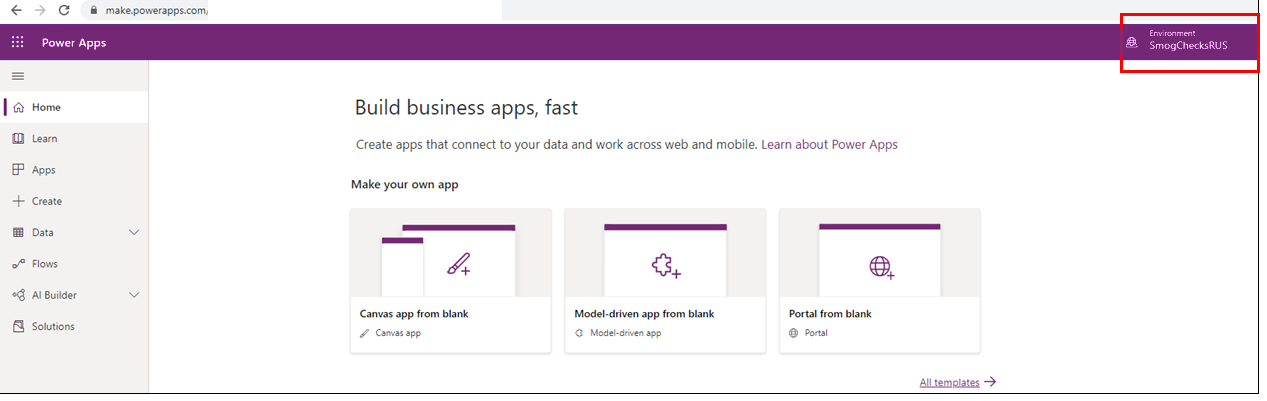 make.powerapps.com/
Power Apps
Environment
SmogChecksRUS
Home
Learn
Apps
Create
Data
Flows
AI Builder
Solutions
Build business apps, fast
Create apps that connect to your data and work across web and mobile. Learn about Power Apps
Make your own app
Canvas app from blank
Canvas app
Model-driven app from blank
Model-driven app
Portal from blank
Portal
All templates